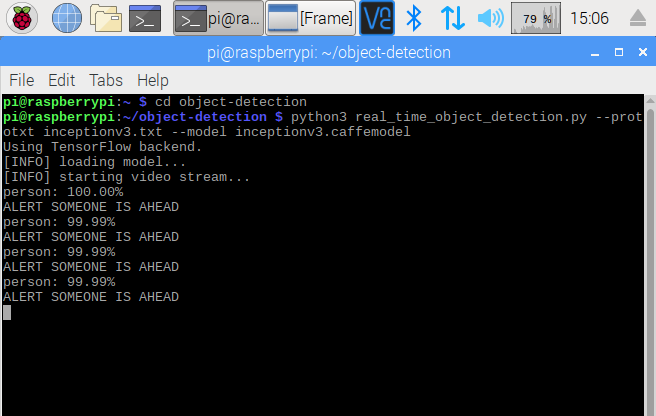 pi@ra...
[Frame]
79 %
15:06
pi@raspberrypi: ~/object-detection
File Edit Tabs Help
pi@raspberrypi:~ $ cd object-detection
pi@raspberrypi:~/object-detection $ python3 real_time_object_detection.py --prot
otxt inceptionv3.txt --model inceptionv3.caffemodel
Using TensorFlow backend.
[INFO] loading model...
[INFO] starting video stream...
person: 100.00%
ALERT SOMEONE IS AHEAD
person: 99.99%
ALERT SOMEONE IS AHEAD
person: 99.99%
ALERT SOMEONE IS AHEAD
person: 99.99%
ALERT SOMEONE IS AHEAD